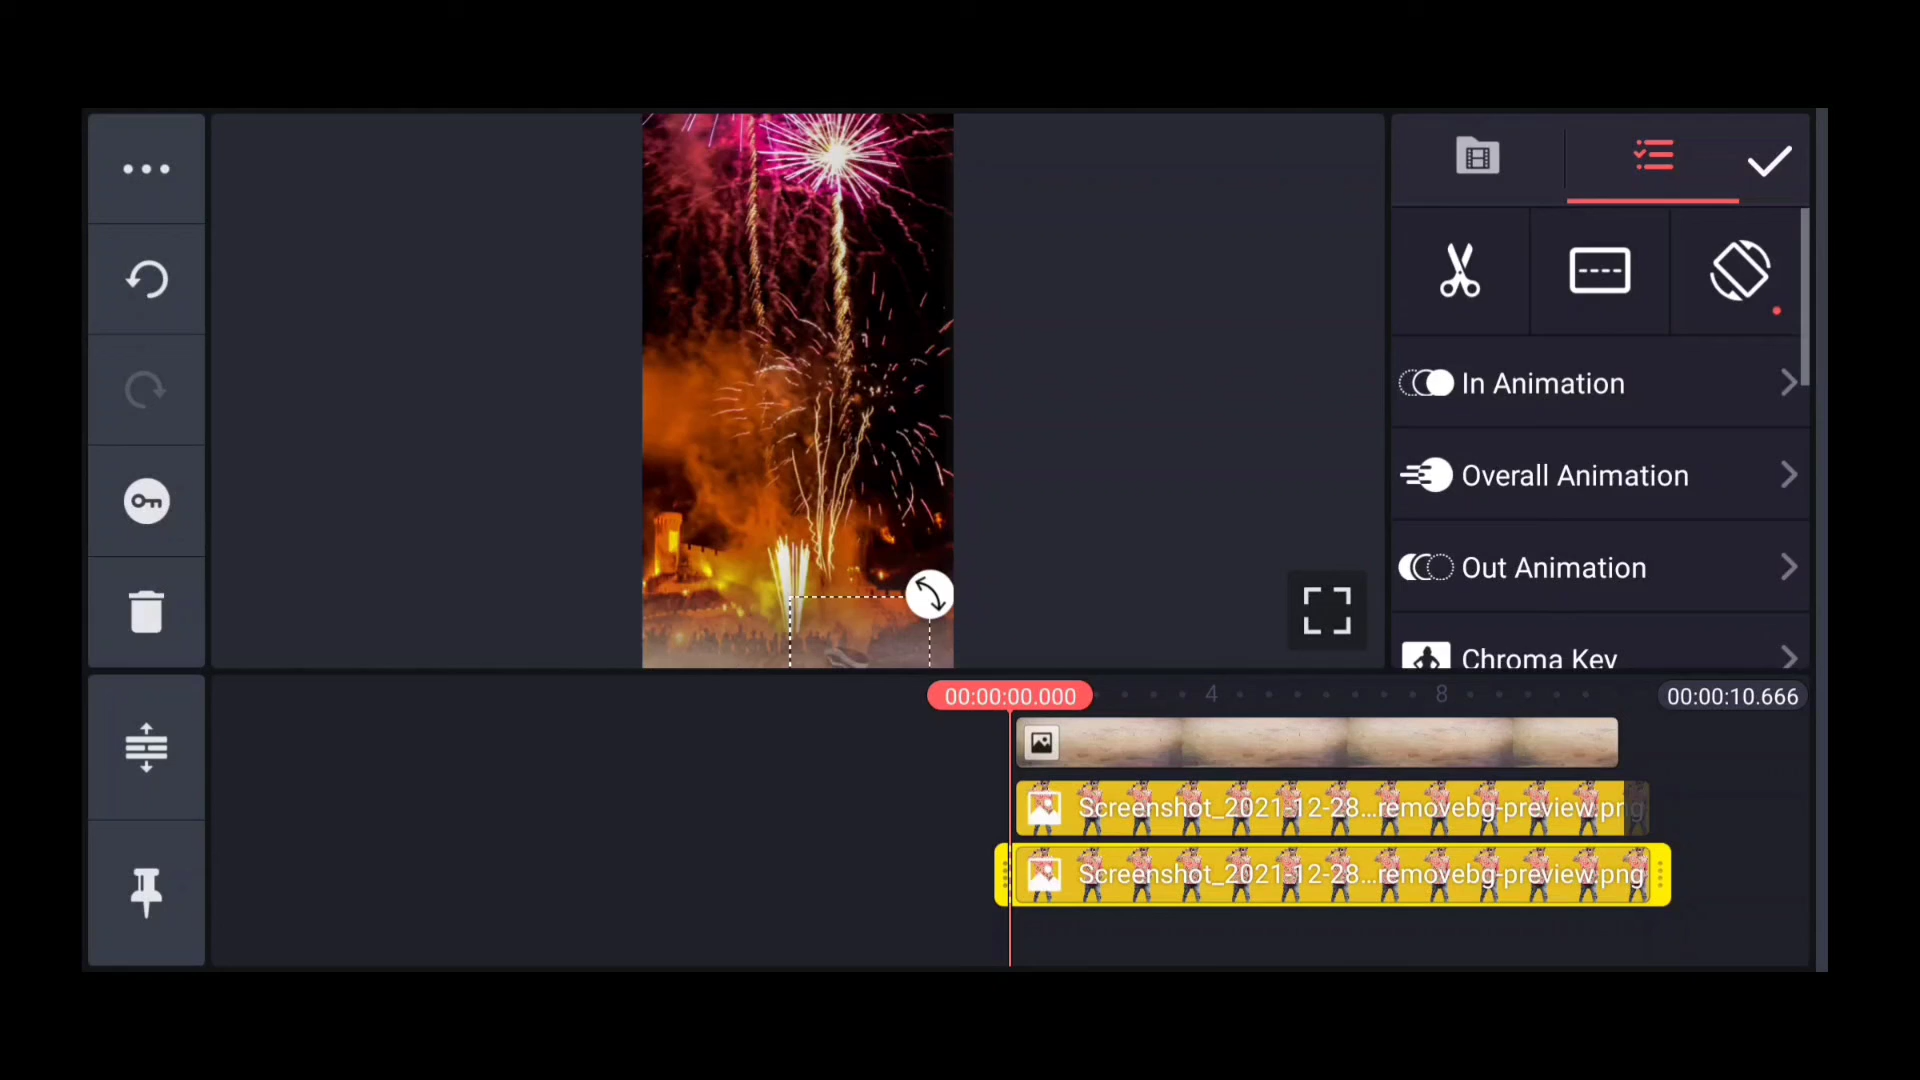 In Animation
Overall Animation
Out Animation
Chroma Key
00:00:00.000
4
8
00:00:10.666
Screenshot_2021-12-28...removebg-preview.png
Screenshot_2021-12-28...removebg-preview.png